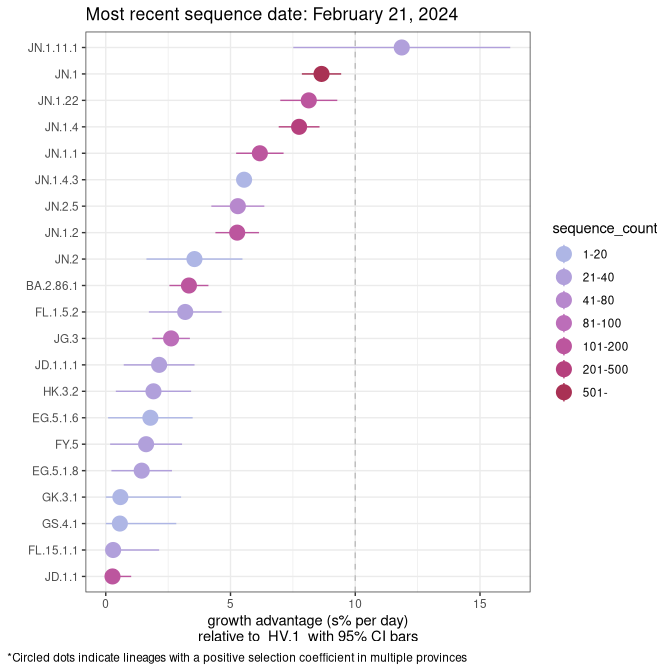 Most recent sequence date: February 21, 2024
JN.1.11.1
JN.1
JN.1.22
JN.1.4
JN.1.1
JN.1.4.3
JN.2.5
JN.1.2
JN.2
BA.2.86.1
FL.1.5.2
JG.3
JD.1.1.1
HK.3.2
EG.5.1.6
FY.5
EG.5.1.8
GK.3.1
GS.4.1
FL.15.1.1
JD.1.1
0 5 10 15
growth advantage (s% per day)
relative to HV.1 with 95% CI bars
sequence_count
1-20
21-40
41-80
81-100
101-200
201-500
501-
*Circled dots indicate lineages with a positive selection coefficient in multiple provinces